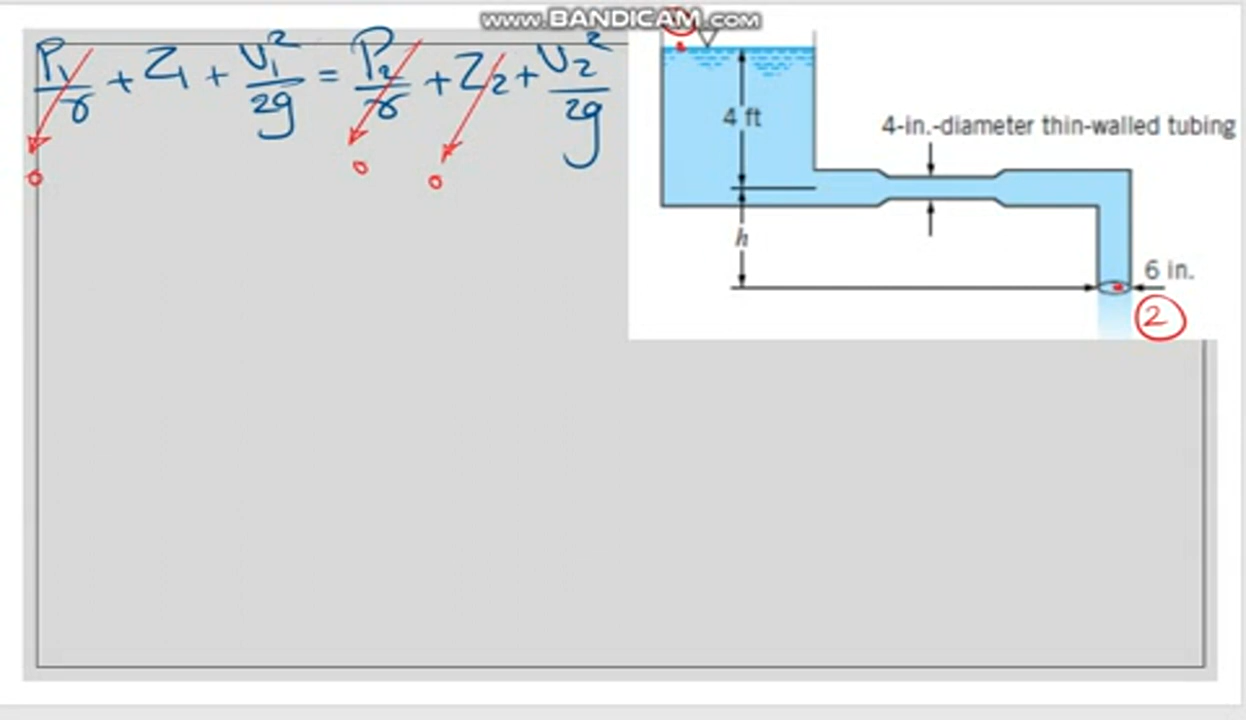 www.BANDICAM.com
P₁/γ + Z₁ + V₁²/2g = P₂/γ + Z₂ + V₂²/2g
0 0 0
4 ft
4-in.-diameter thin-walled tubing
h
6 in.
2